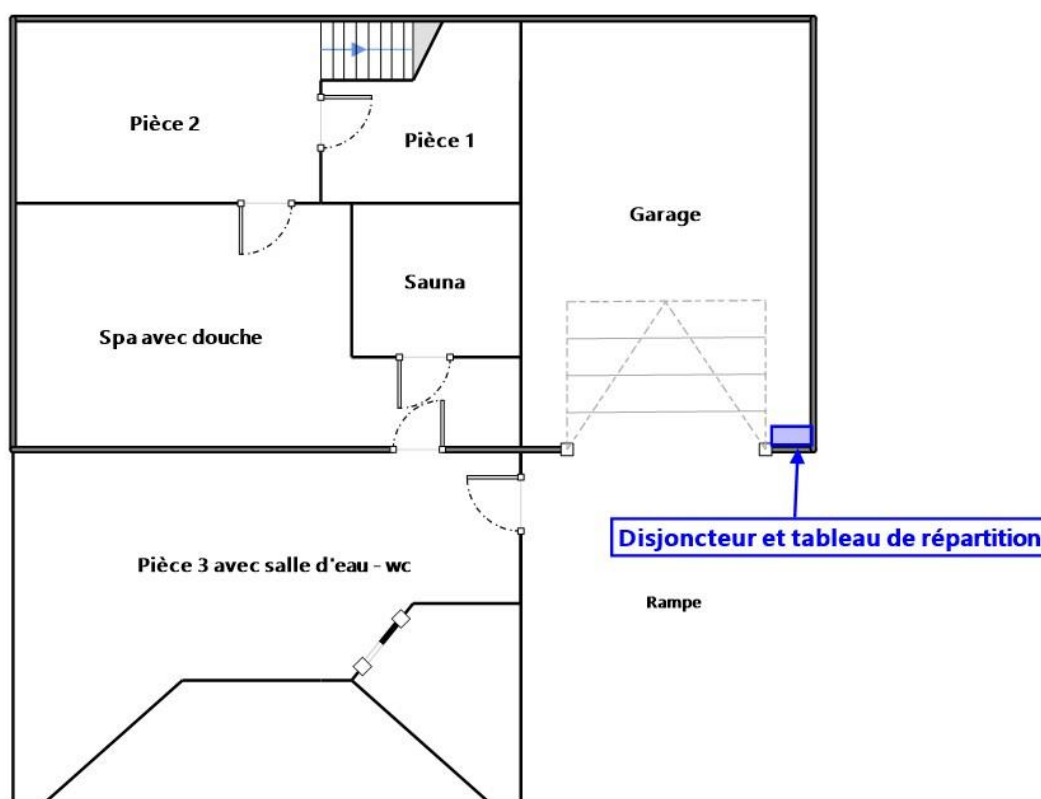 Pièce 2
Pièce 1
Garage
Sauna
Spa avec douche
Disjoncteur et tableau de répartition
Pièce 3 avec salle d'eau - wc
Rampe